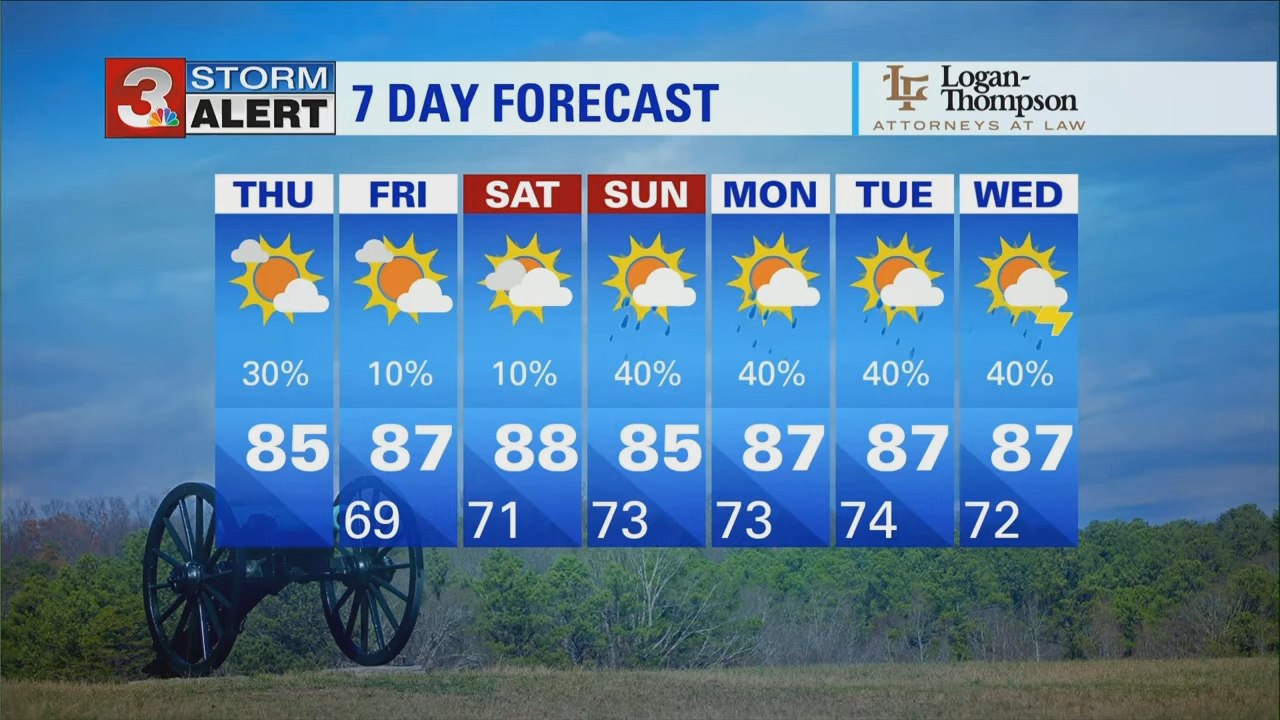 3 STORM ALERT
7 DAY FORECAST
LT Logan-Thompson
ATTORNEYS AT LAW
THU FRI SAT SUN MON TUE WED
30% 10% 10% 40% 40% 40% 40%
85 87 88 85 87 87 87
69 71 73 73 74 72